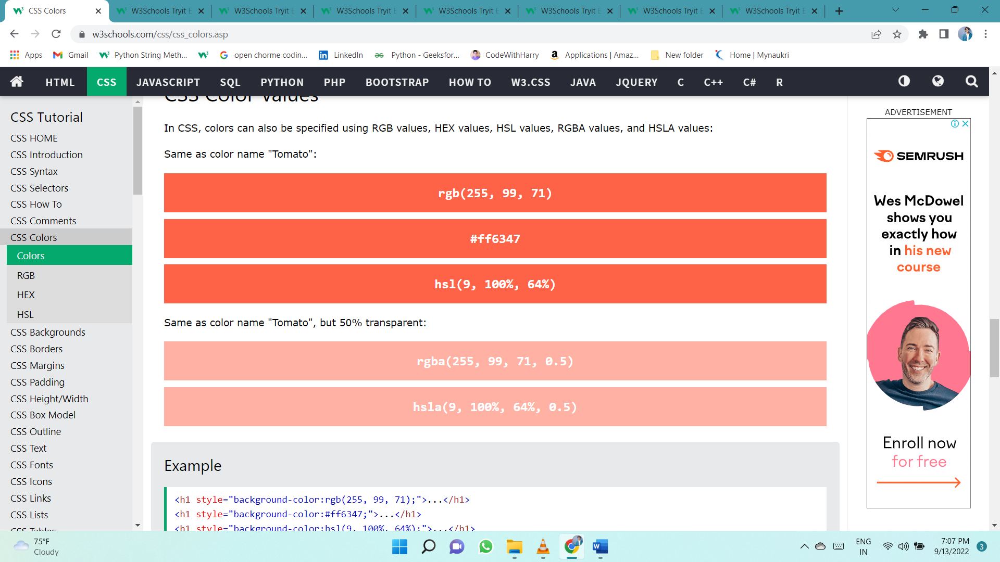 CSS Colors
W3Schools Tryit E
W3Schools Tryit E
W3Schools Tryit E
W3Schools Tryit E
W3Schools Tryit E
W3Schools Tryit E
W3Schools Tryit E
w3schools.com/css/css_colors.asp
Apps
Gmail
Python String Meth...
open chorme codin...
LinkedIn
Python - Geeksfor...
CodeWithHarry
Applications | Amaz...
New folder
Home | Mynaukri
HTML CSS JAVASCRIPT SQL PYTHON PHP BOOTSTRAP HOW TO W3.CSS JAVA JQUERY C C++ C# R
CSS Tutorial
CSS HOME
CSS Introduction
CSS Syntax
CSS Selectors
CSS How To
CSS Comments
CSS Colors
Colors
RGB
HEX
HSL
CSS Backgrounds
CSS Borders
CSS Margins
CSS Padding
CSS Height/Width
CSS Box Model
CSS Outline
CSS Text
CSS Fonts
CSS Icons
CSS Links
CSS Lists
CSS Tables
CSS Color Values
In CSS, colors can also be specified using RGB values, HEX values, HSL values, RGBA values, and HSLA values:
Same as color name "Tomato":
rgb(255, 99, 71)
#ff6347
hsl(9, 100%, 64%)
Same as color name "Tomato", but 50% transparent:
rgba(255, 99, 71, 0.5)
hsla(9, 100%, 64%, 0.5)
Example
<h1 style="background-color:rgb(255, 99, 71);">...</h1>
<h1 style="background-color:#ff6347;">...</h1>
<h1 style="background-color:hsl(9, 100%, 64%);">...</h1>
ADVERTISEMENT
SEMRUSH
Wes McDowel
shows you
exactly how
in his new
course
Enroll now
for free
75°F
Cloudy
ENG
IN
7:07 PM
9/13/2022
3